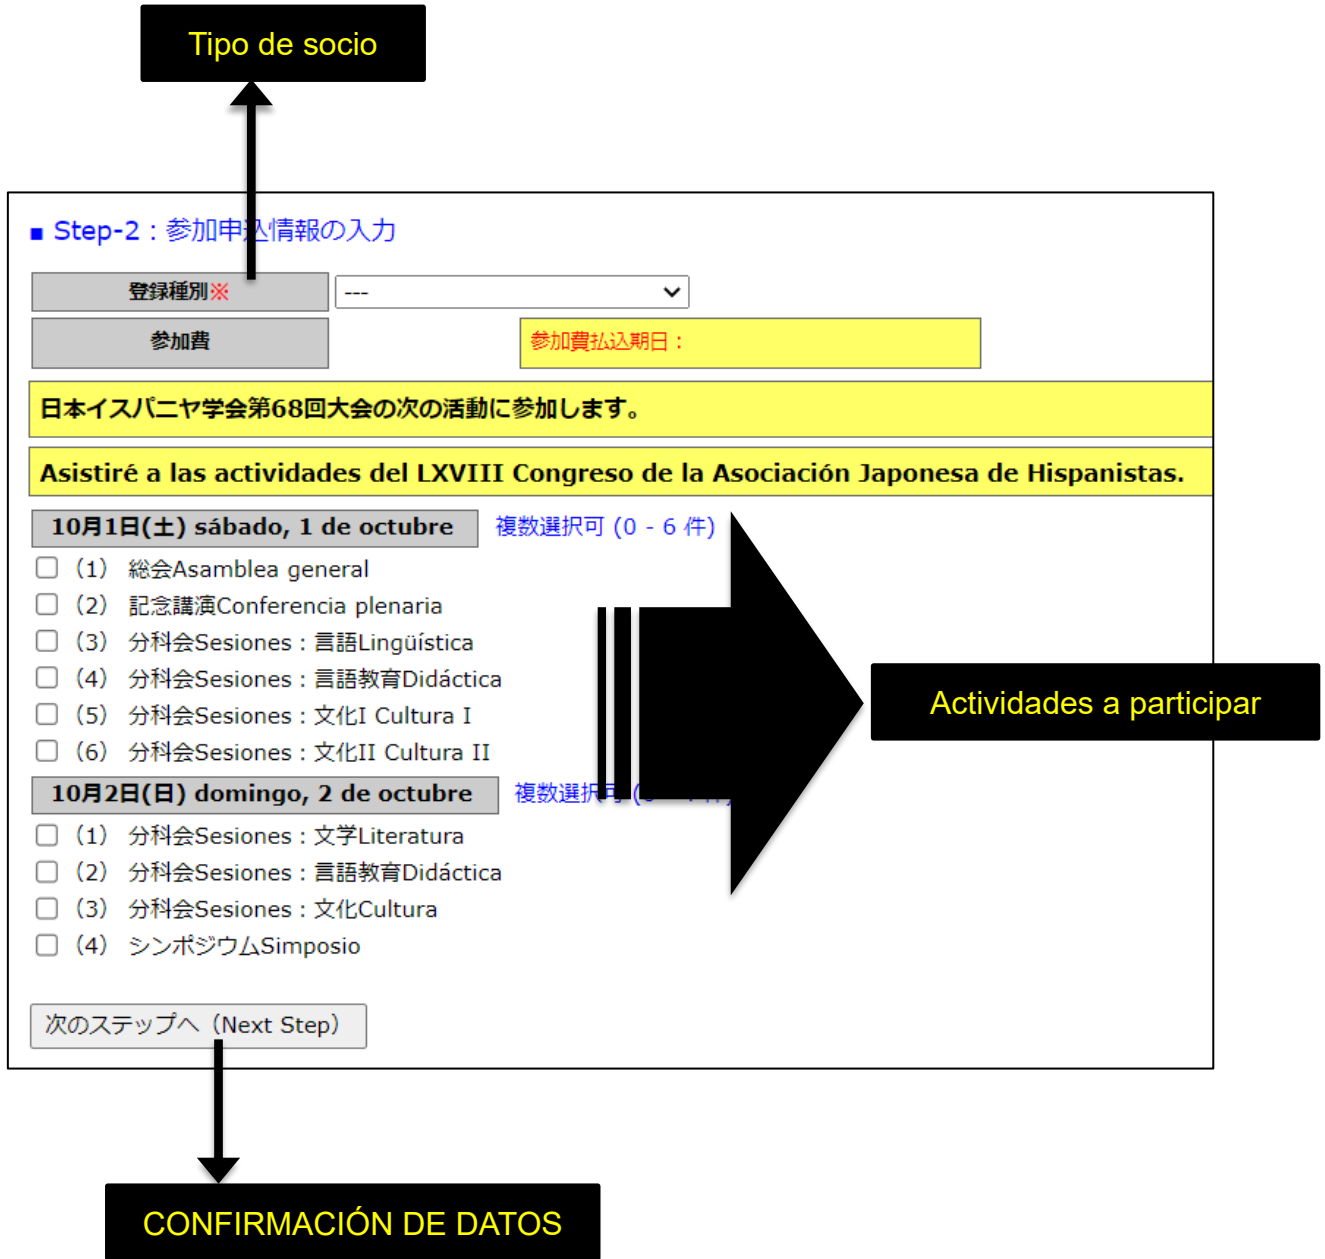 Tipo de socio
■ Step-2：参加申込情報の入力
登録種別※ ---
参加費 参加費払込期日：
日本イスパニヤ学会第68回大会の次の活動に参加します。
Asistiré a las actividades del LXVIII Congreso de la Asociación Japonesa de Hispanistas.
10月1日(土) sábado, 1 de octubre 複数選択可 (0 - 6 件)
（1） 総会Asamblea general
（2） 記念講演Conferencia plenaria
（3） 分科会Sesiones：言語Lingüística
（4） 分科会Sesiones：言語教育Didáctica
（5） 分科会Sesiones：文化I Cultura I
（6） 分科会Sesiones：文化II Cultura II
Actividades a participar
10月2日(日) domingo, 2 de octubre 複数選択可
（1） 分科会Sesiones：文学Literatura
（2） 分科会Sesiones：言語教育Didáctica
（3） 分科会Sesiones：文化Cultura
（4） シンポジウムSimposio
次のステップへ（Next Step）
CONFIRMACIÓN DE DATOS